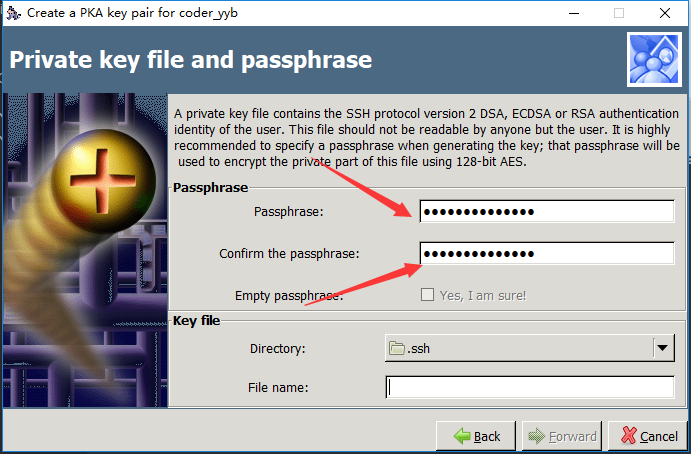 Create a PKA key pair for coder_yyb
Private key file and passphrase
A private key file contains the SSH protocol version 2 DSA, ECDSA or RSA authentication
identity of the user. This file should not be readable by anyone but the user. It is highly
recommended to specify a passphrase when generating the key; that passphrase will be
used to encrypt the private part of this file using 128-bit AES.
Passphrase
Passphrase: ●●●●●●●●●●●●●●
Confirm the passphrase: ●●●●●●●●●●●●●●
Empty passphrase: Yes, I am sure!
Key file
Directory: .ssh
File name:
Back Forward Cancel